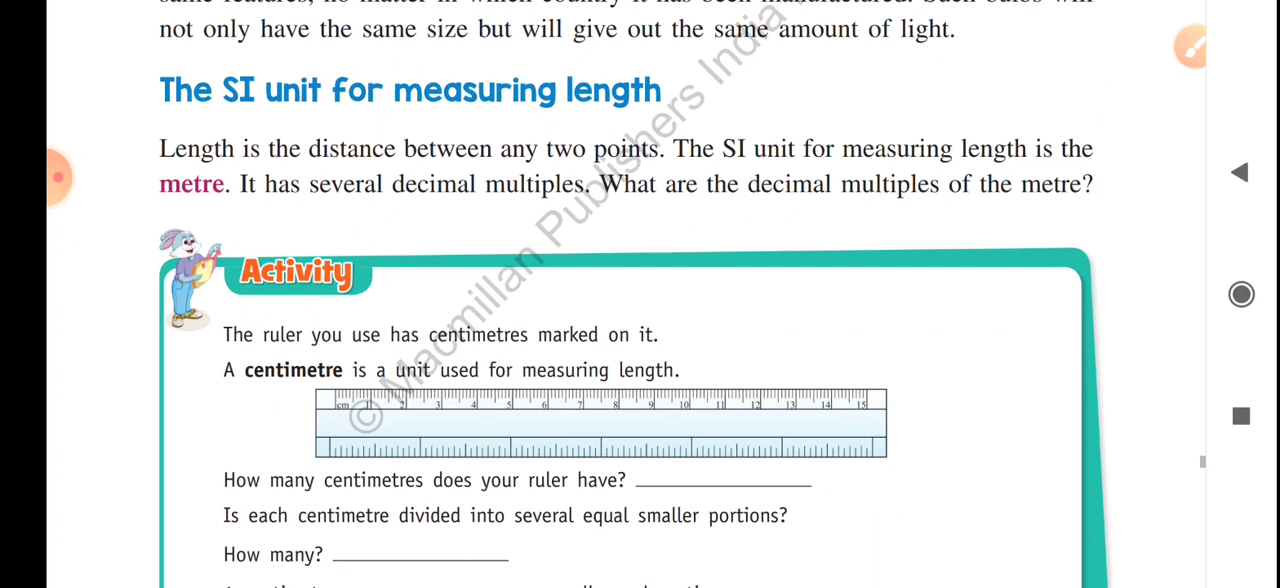 not only have the same size but will give out the same amount of light.
The SI unit for measuring length
Length is the distance between any two points. The SI unit for measuring length is the
metre. It has several decimal multiples. What are the decimal multiples of the metre?
Activity
The ruler you use has centimetres marked on it.
A centimetre is a unit used for measuring length.
cm 1 2 3 4 5 6 7 8 9 10 11 12 13 14 15
How many centimetres does your ruler have?
Is each centimetre divided into several equal smaller portions?
How many?
© Macmillan Publishers India